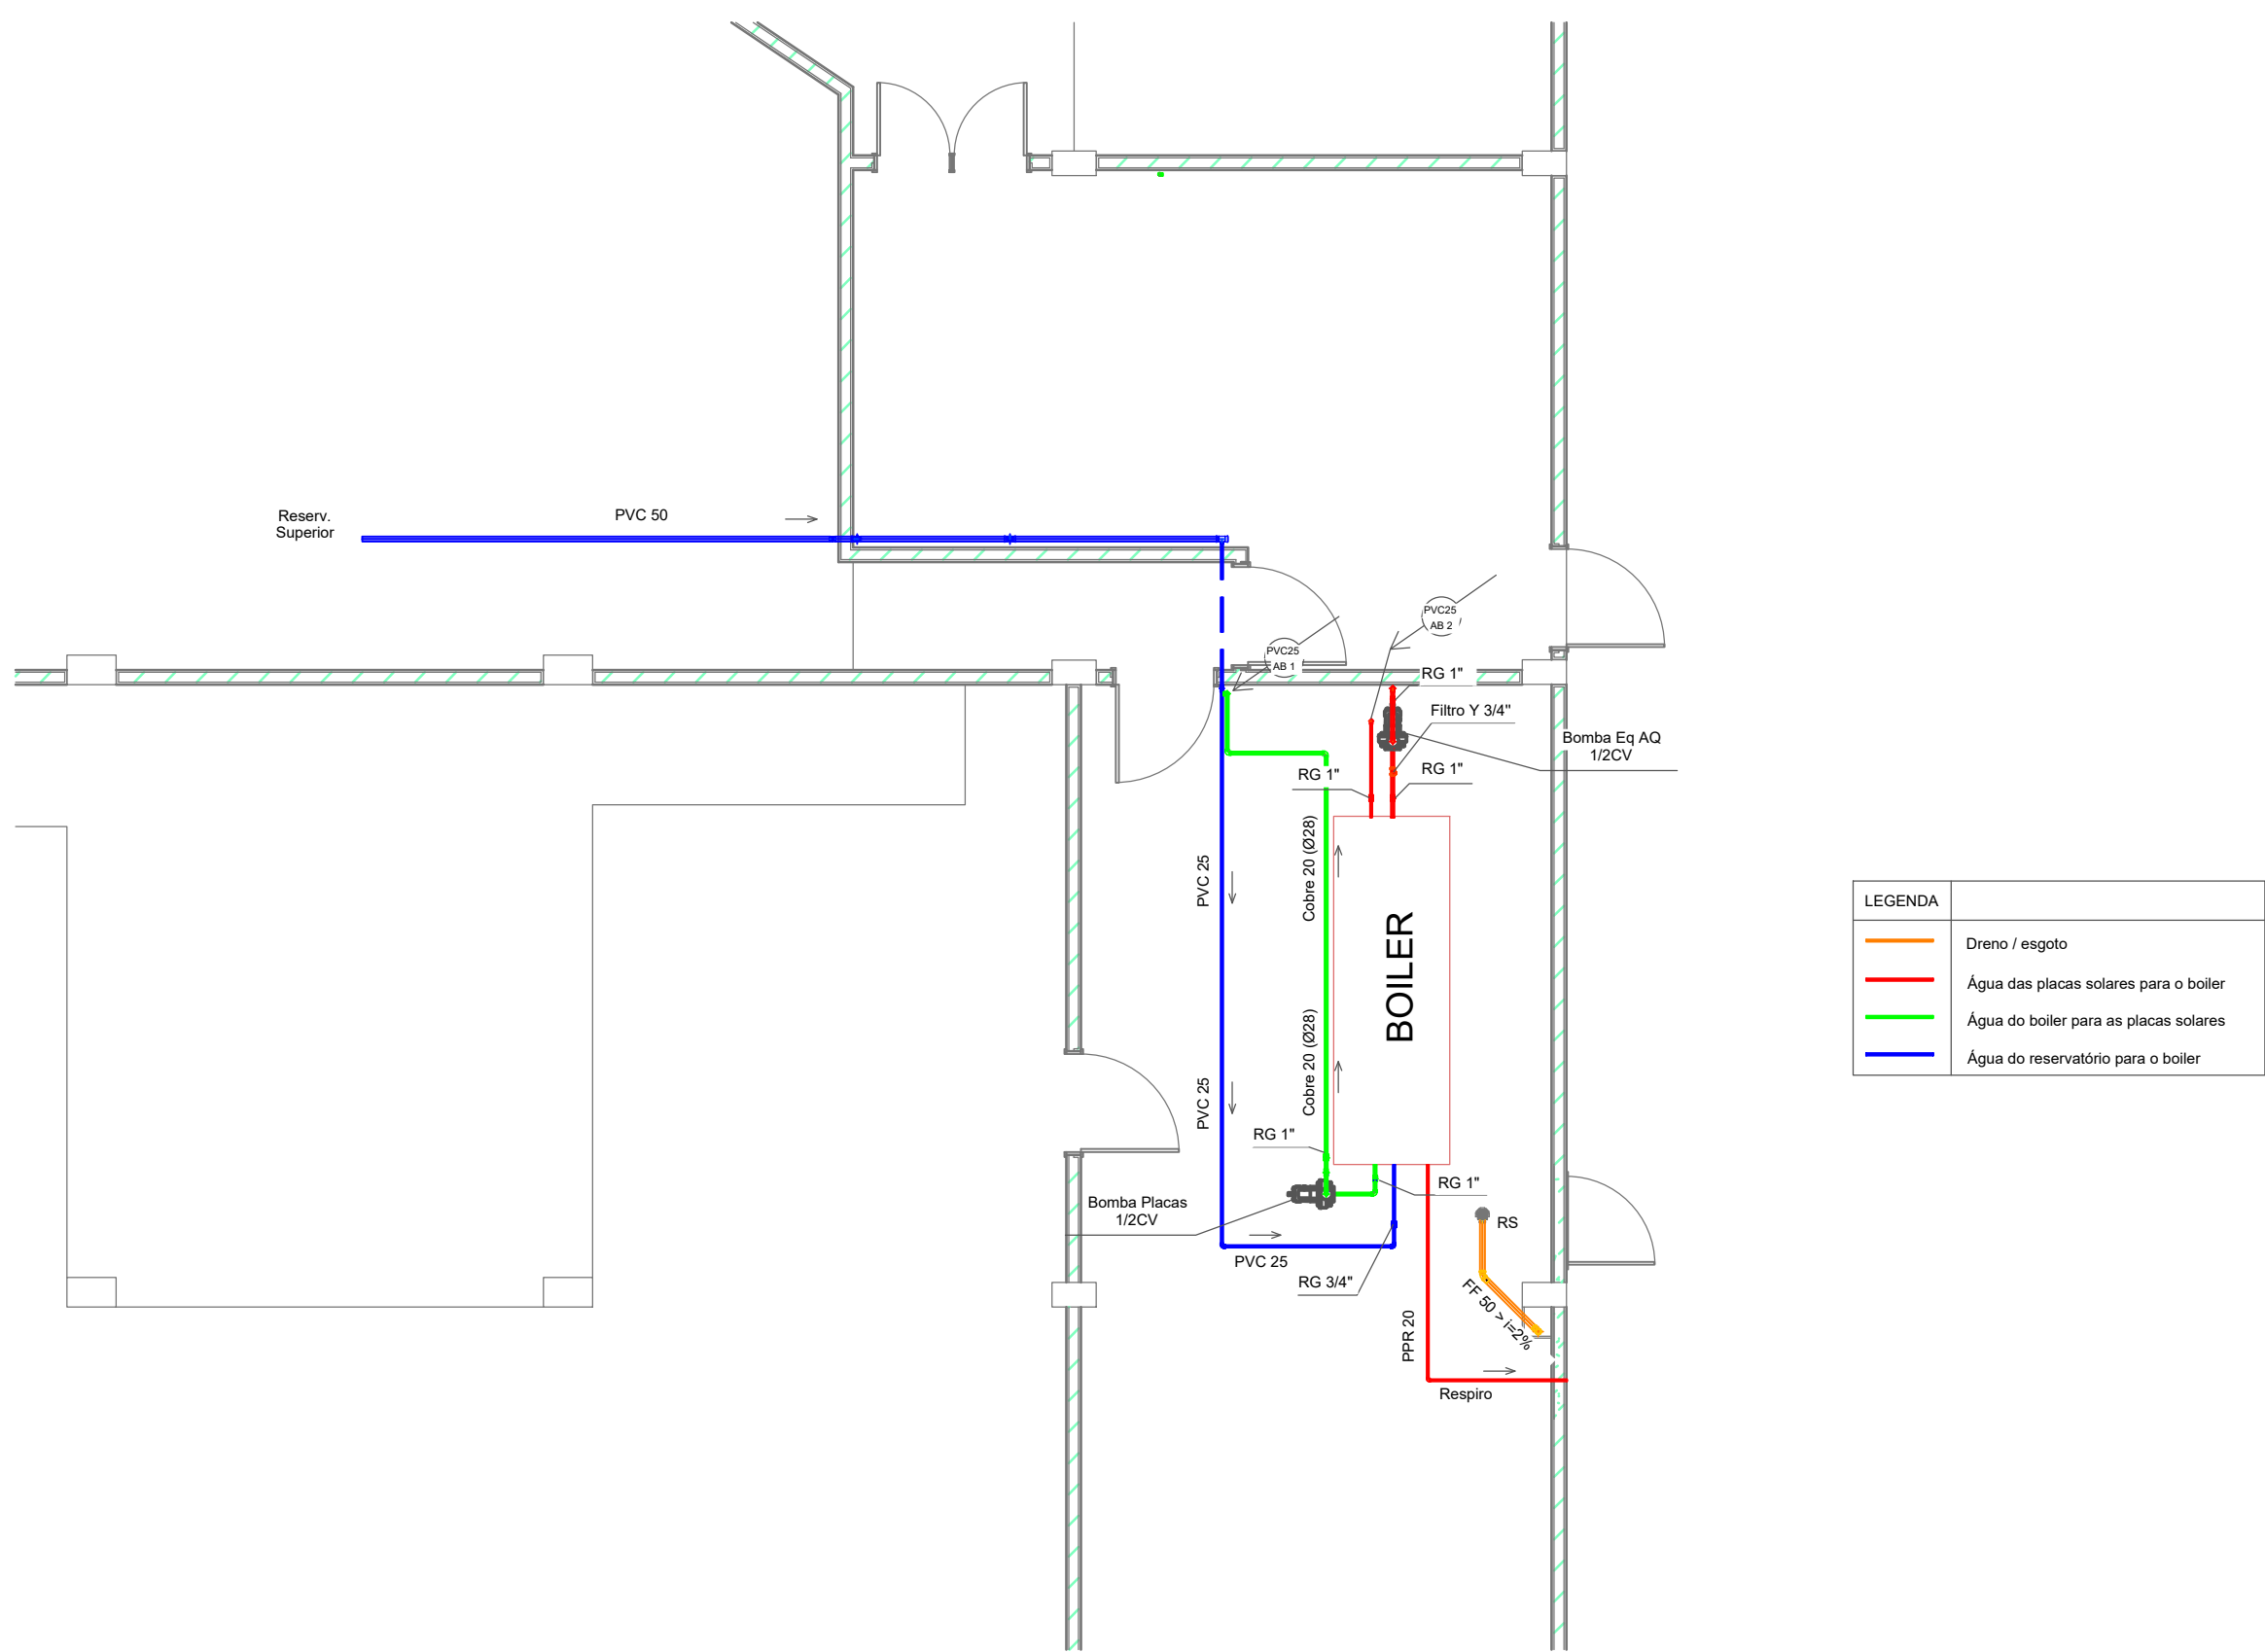 Reserv.
Superior
PVC 50
PVC25
AB 2
PVC25
AB 1
RG 1"
Filtro Y 3/4"
Bomba Eq AQ
1/2CV
RG 1"
RG 1"
PVC 25
Cobre 20 (Ø28)
BOILER
LEGENDA
Dreno / esgoto
Água das placas solares para o boiler
Água do boiler para as placas solares
Água do reservatório para o boiler
PVC 25
Cobre 20 (Ø28)
RG 1"
RG 1"
Bomba Placas
1/2CV
RS
PVC 25
RG 3/4"
FF 50 > i=2%
PPR 20
Respiro